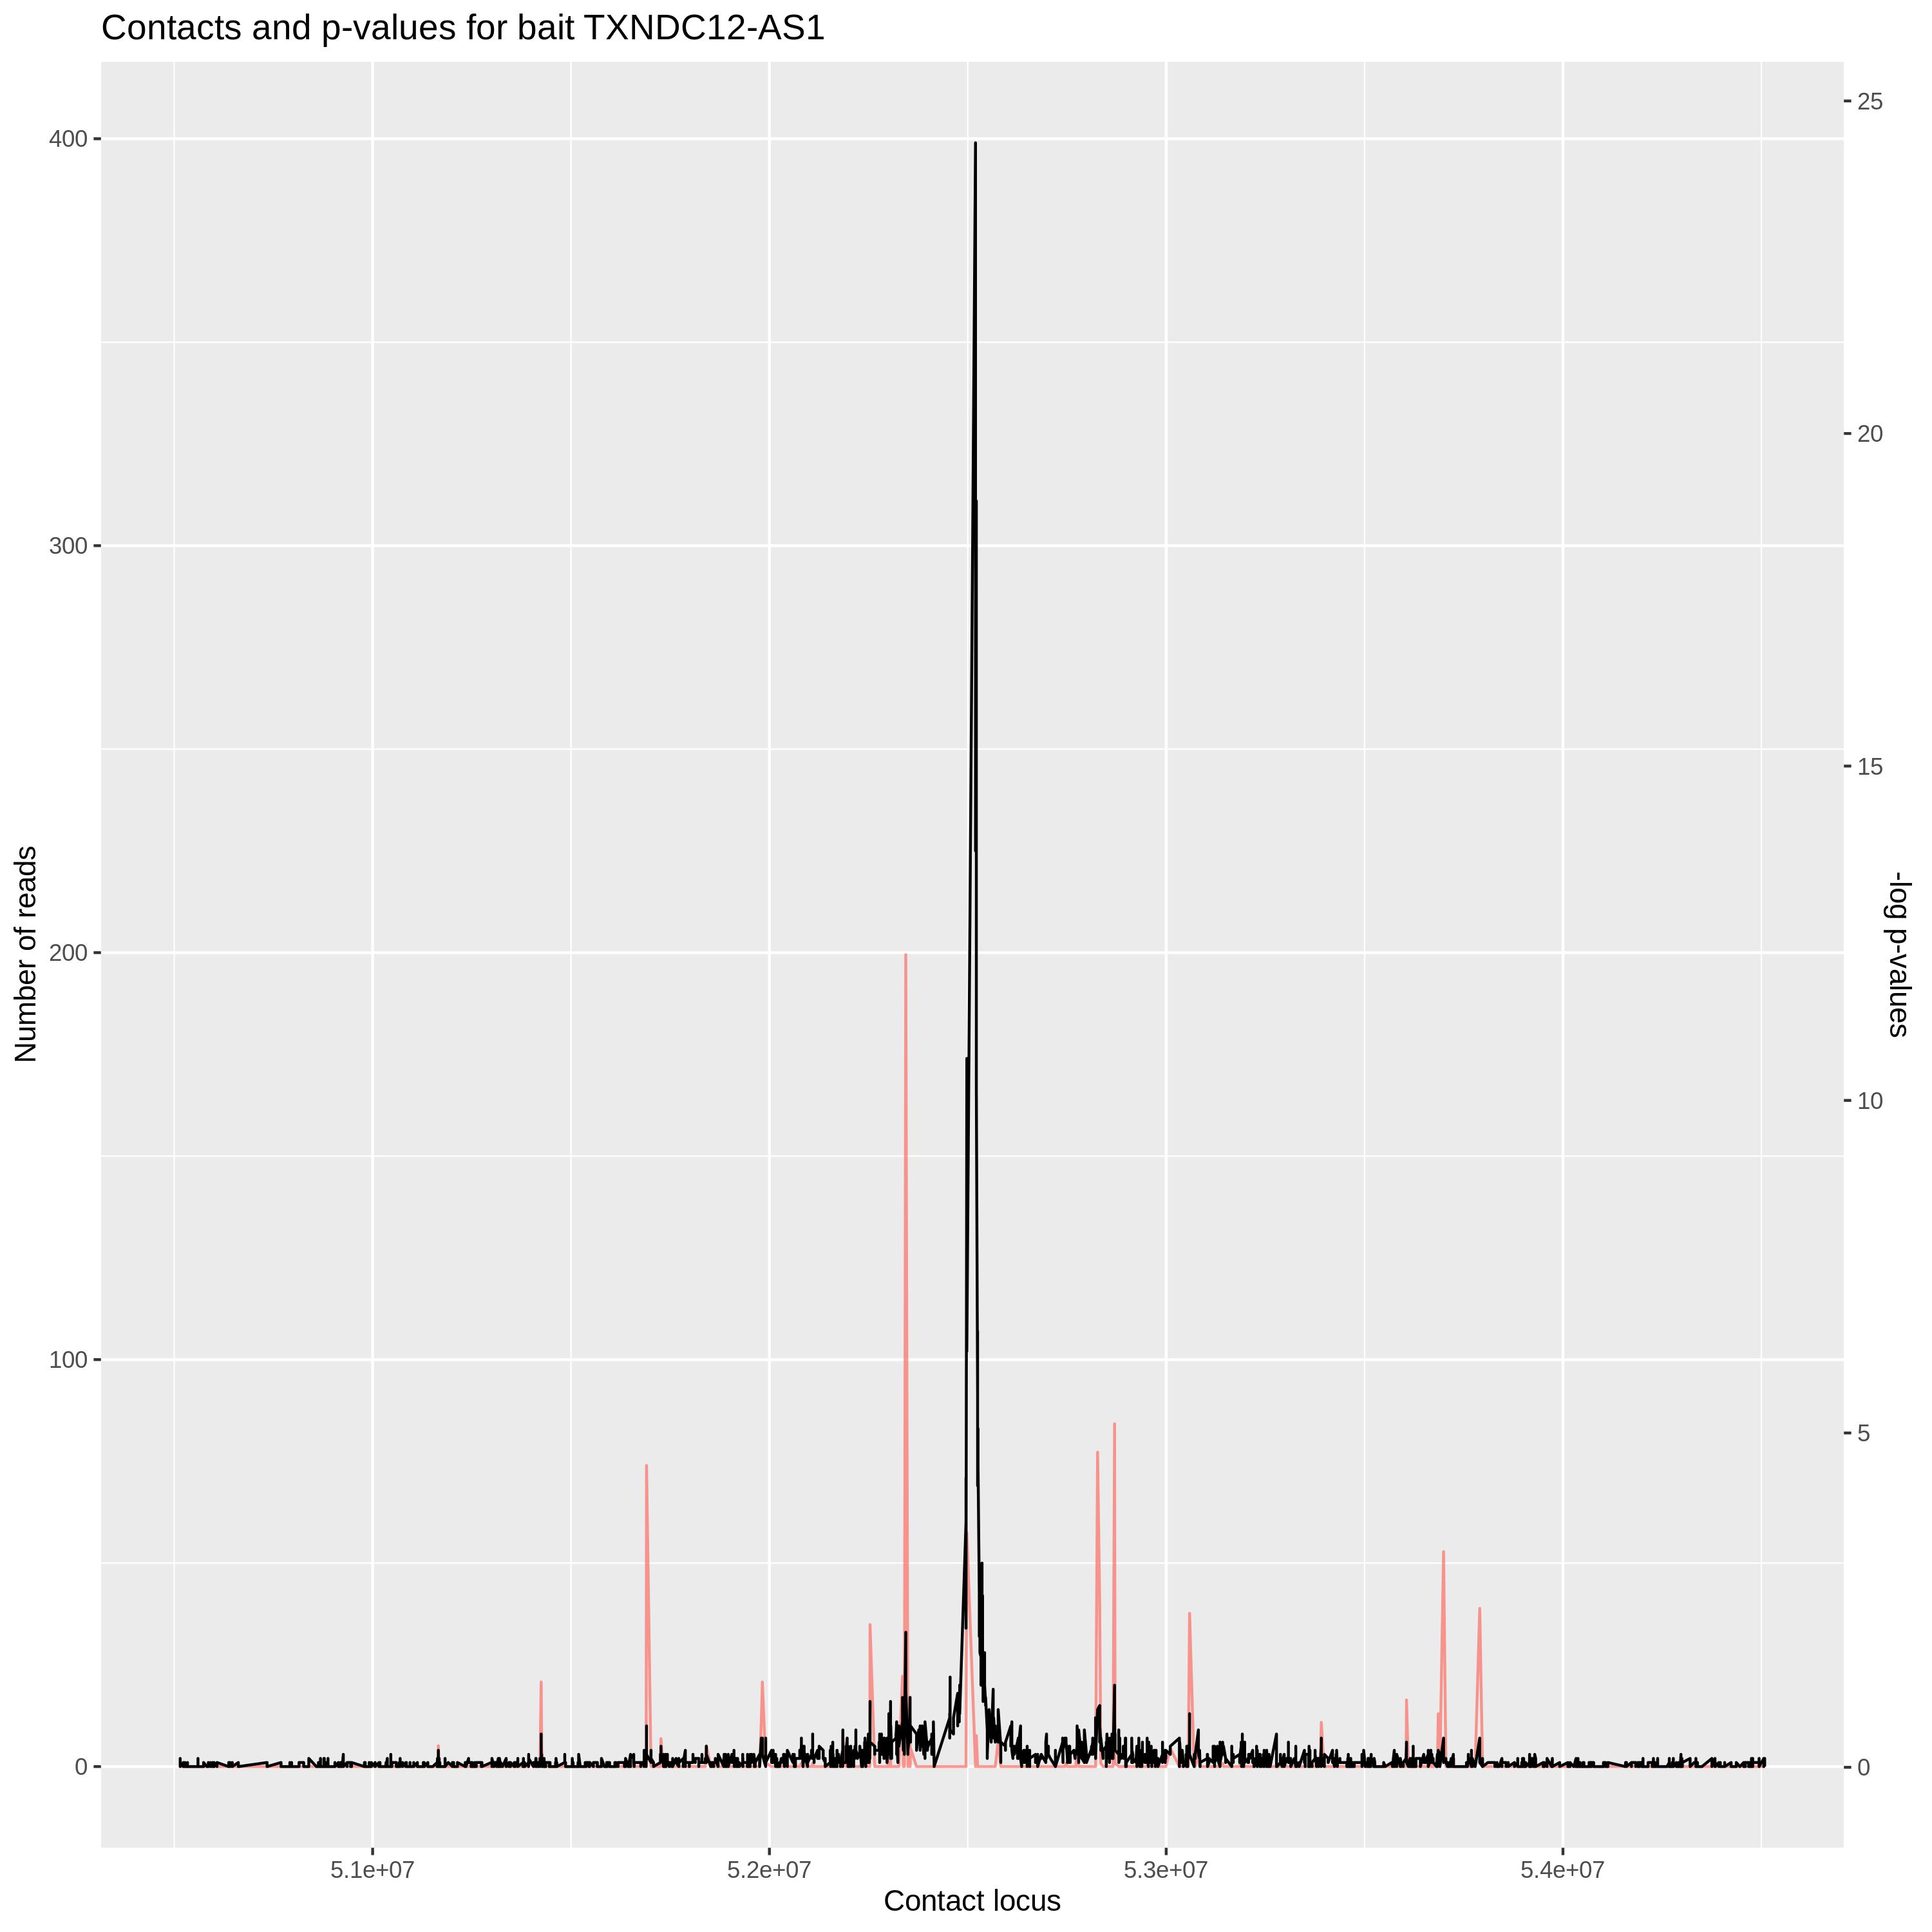 Contacts and p-values for bait TXNDC12-AS1
400
300
200
100
0
Number of reads
25
20
15
10
5
0
-log p-values
5.1e+07
5.2e+07
5.3e+07
5.4e+07
Contact locus